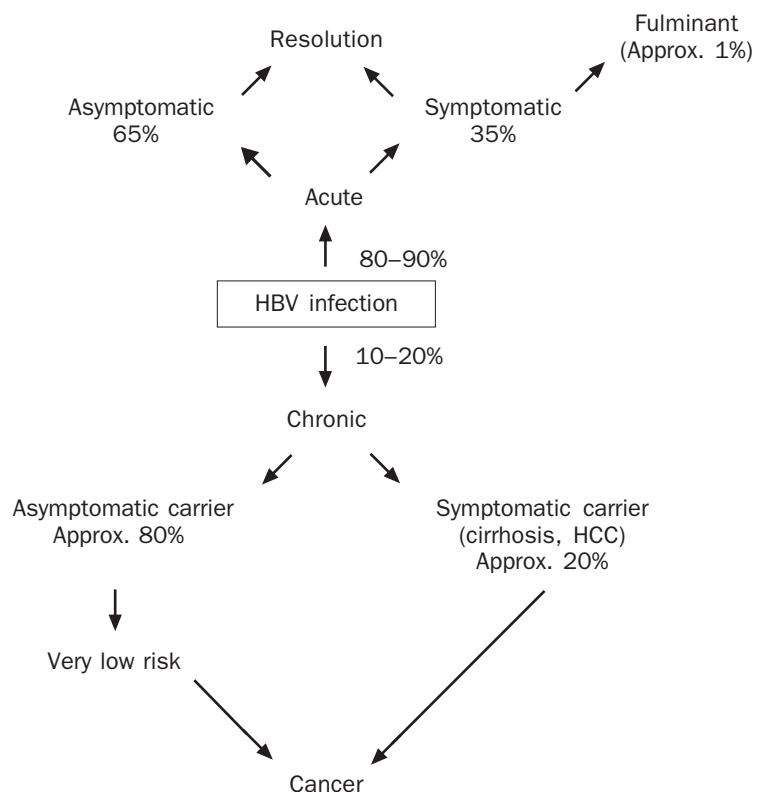 Fulminant
(Approx. 1%)
Resolution
Asymptomatic
65%
Symptomatic
35%
Acute
80–90%
HBV infection
10–20%
Chronic
Asymptomatic carrier
Approx. 80%
Symptomatic carrier
(cirrhosis, HCC)
Approx. 20%
Very low risk
Cancer